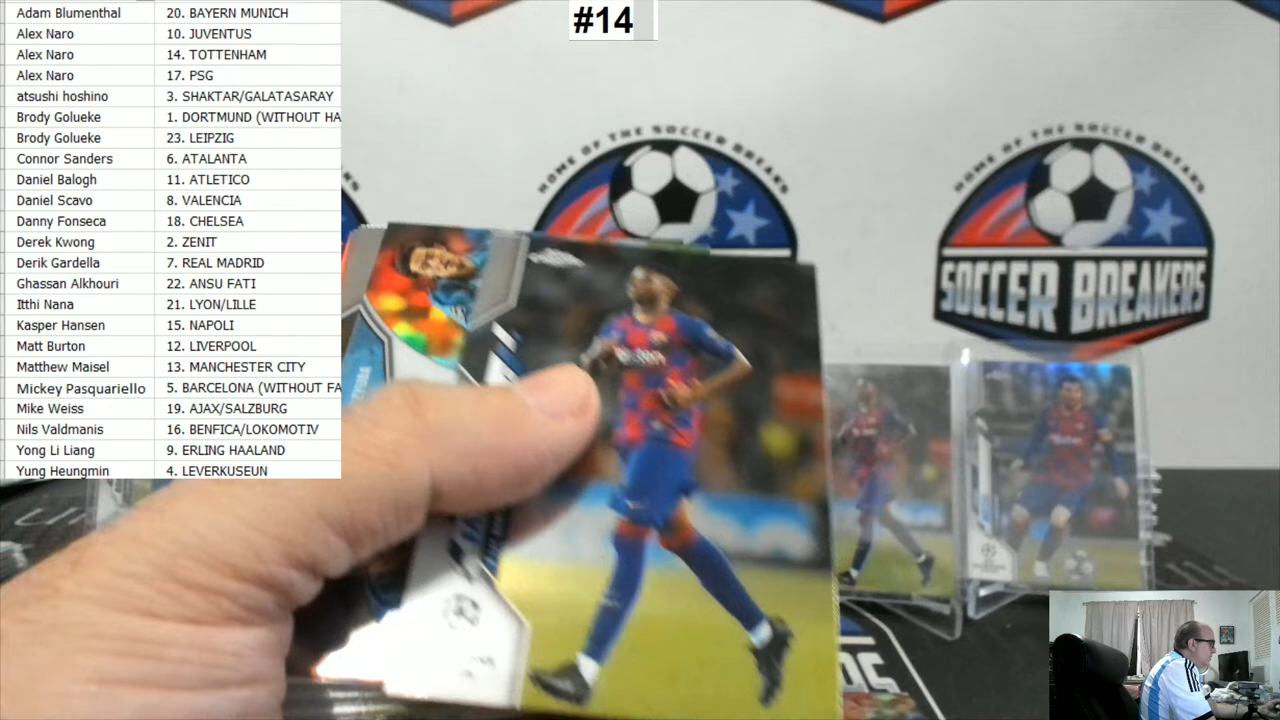 #14
Adam Blumenthal 20. BAYERN MUNICH
Alex Naro 10. JUVENTUS
Alex Naro 14. TOTTENHAM
Alex Naro 17. PSG
atsushi hoshino 3. SHAKTAR/GALATASARAY
Brody Golueke 1. DORTMUND (WITHOUT HA
Brody Golueke 23. LEIPZIG
Connor Sanders 6. ATALANTA
Daniel Balogh 11. ATLETICO
Daniel Scavo 8. VALENCIA
Danny Fonseca 18. CHELSEA
Derek Kwong 2. ZENIT
Derik Gardella 7. REAL MADRID
Ghassan Alkhouri 22. ANSU FATI
Itthi Nana 21. LYON/LILLE
Kasper Hansen 15. NAPOLI
Matt Burton 12. LIVERPOOL
Matthew Maisel 13. MANCHESTER CITY
Mickey Pasquariello 5. BARCELONA (WITHOUT FA
Mike Weiss 19. AJAX/SALZBURG
Nils Valdmanis 16. BENFICA/LOKOMOTIV
Yong Li Liang 9. ERLING HAALAND
Yung Heungmin 4. LEVERKUSEUN
HOME OF THE SOCCER BREAKS
HOME OF THE SOCCER BREAKS
SOCCER BREAKERS